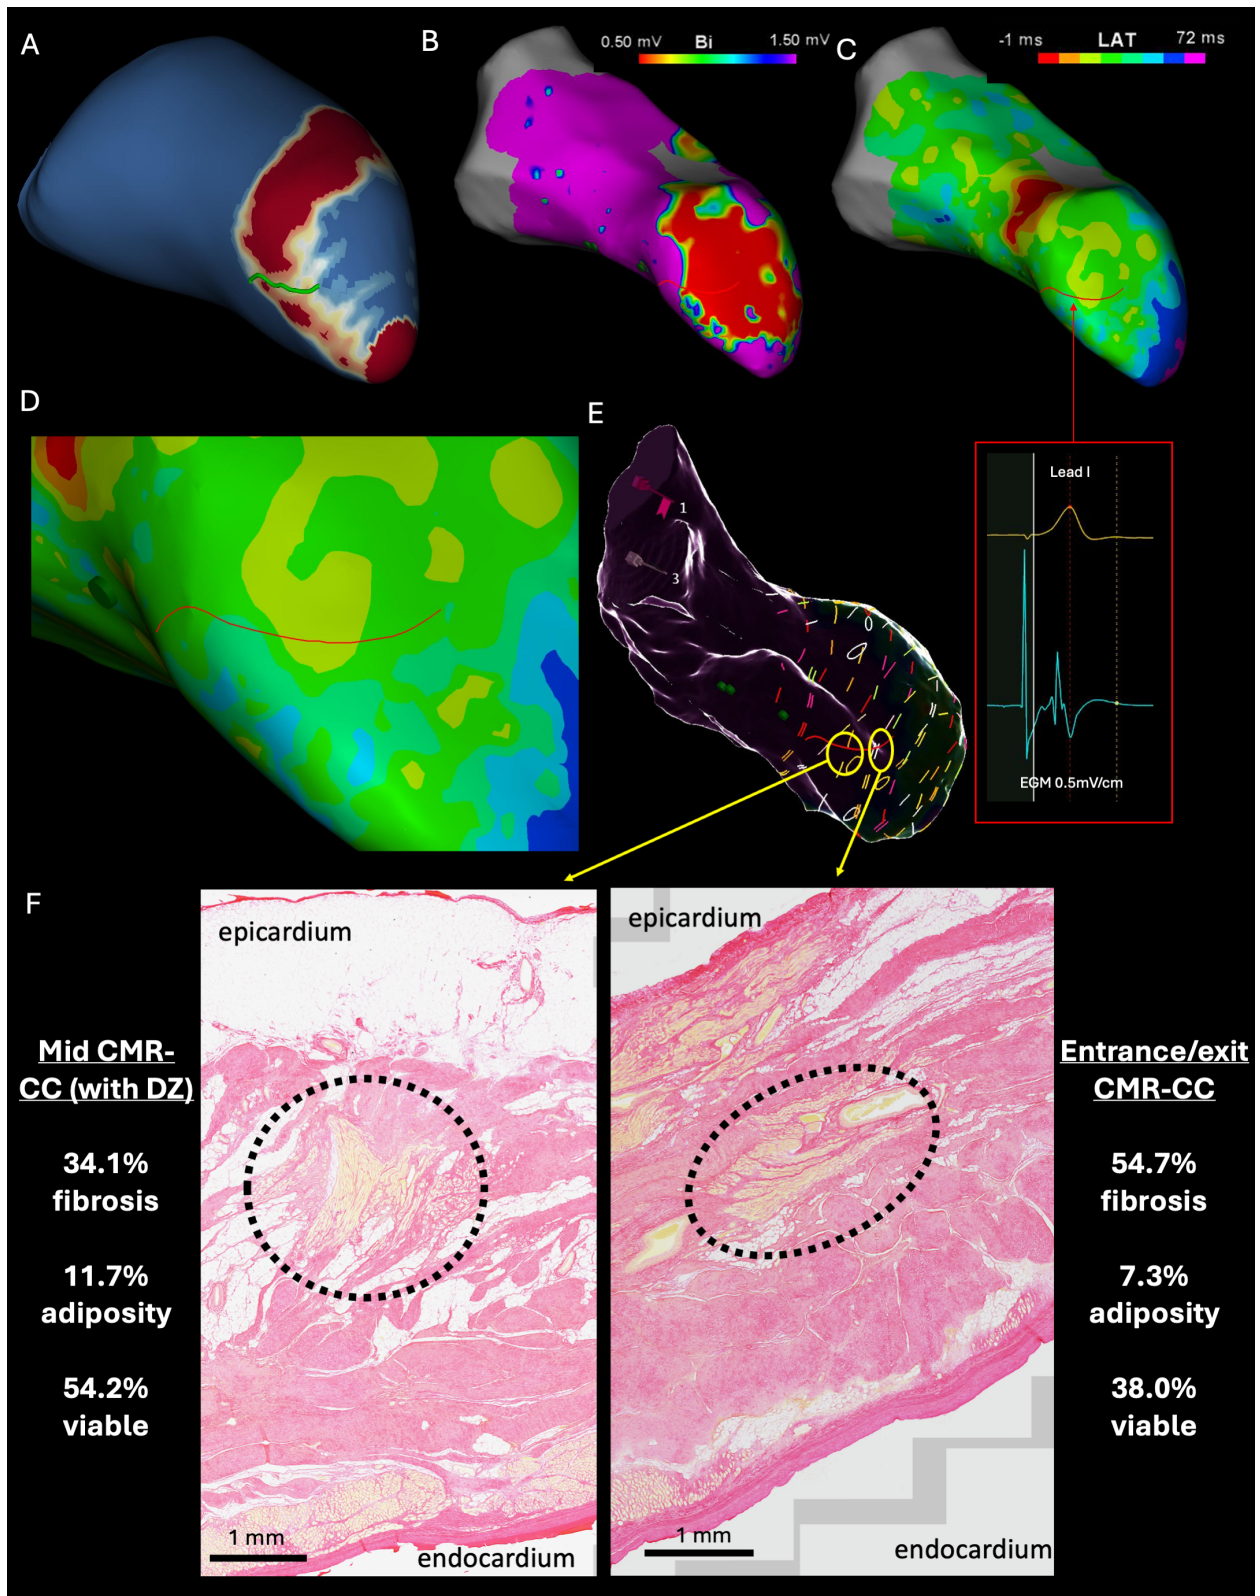 A
B
0.50 mV Bi 1.50 mV
C
-1 ms LAT 72 ms
D
E
1
3
Lead I
EGM 0.5mV/cm
F
epicardium
Mid CMR-
CC (with DZ)
34.1%
fibrosis
11.7%
adiposity
54.2%
viable
1 mm
endocardium
epicardium
Entrance/exit
CMR-CC
54.7%
fibrosis
7.3%
adiposity
38.0%
viable
1 mm
endocardium